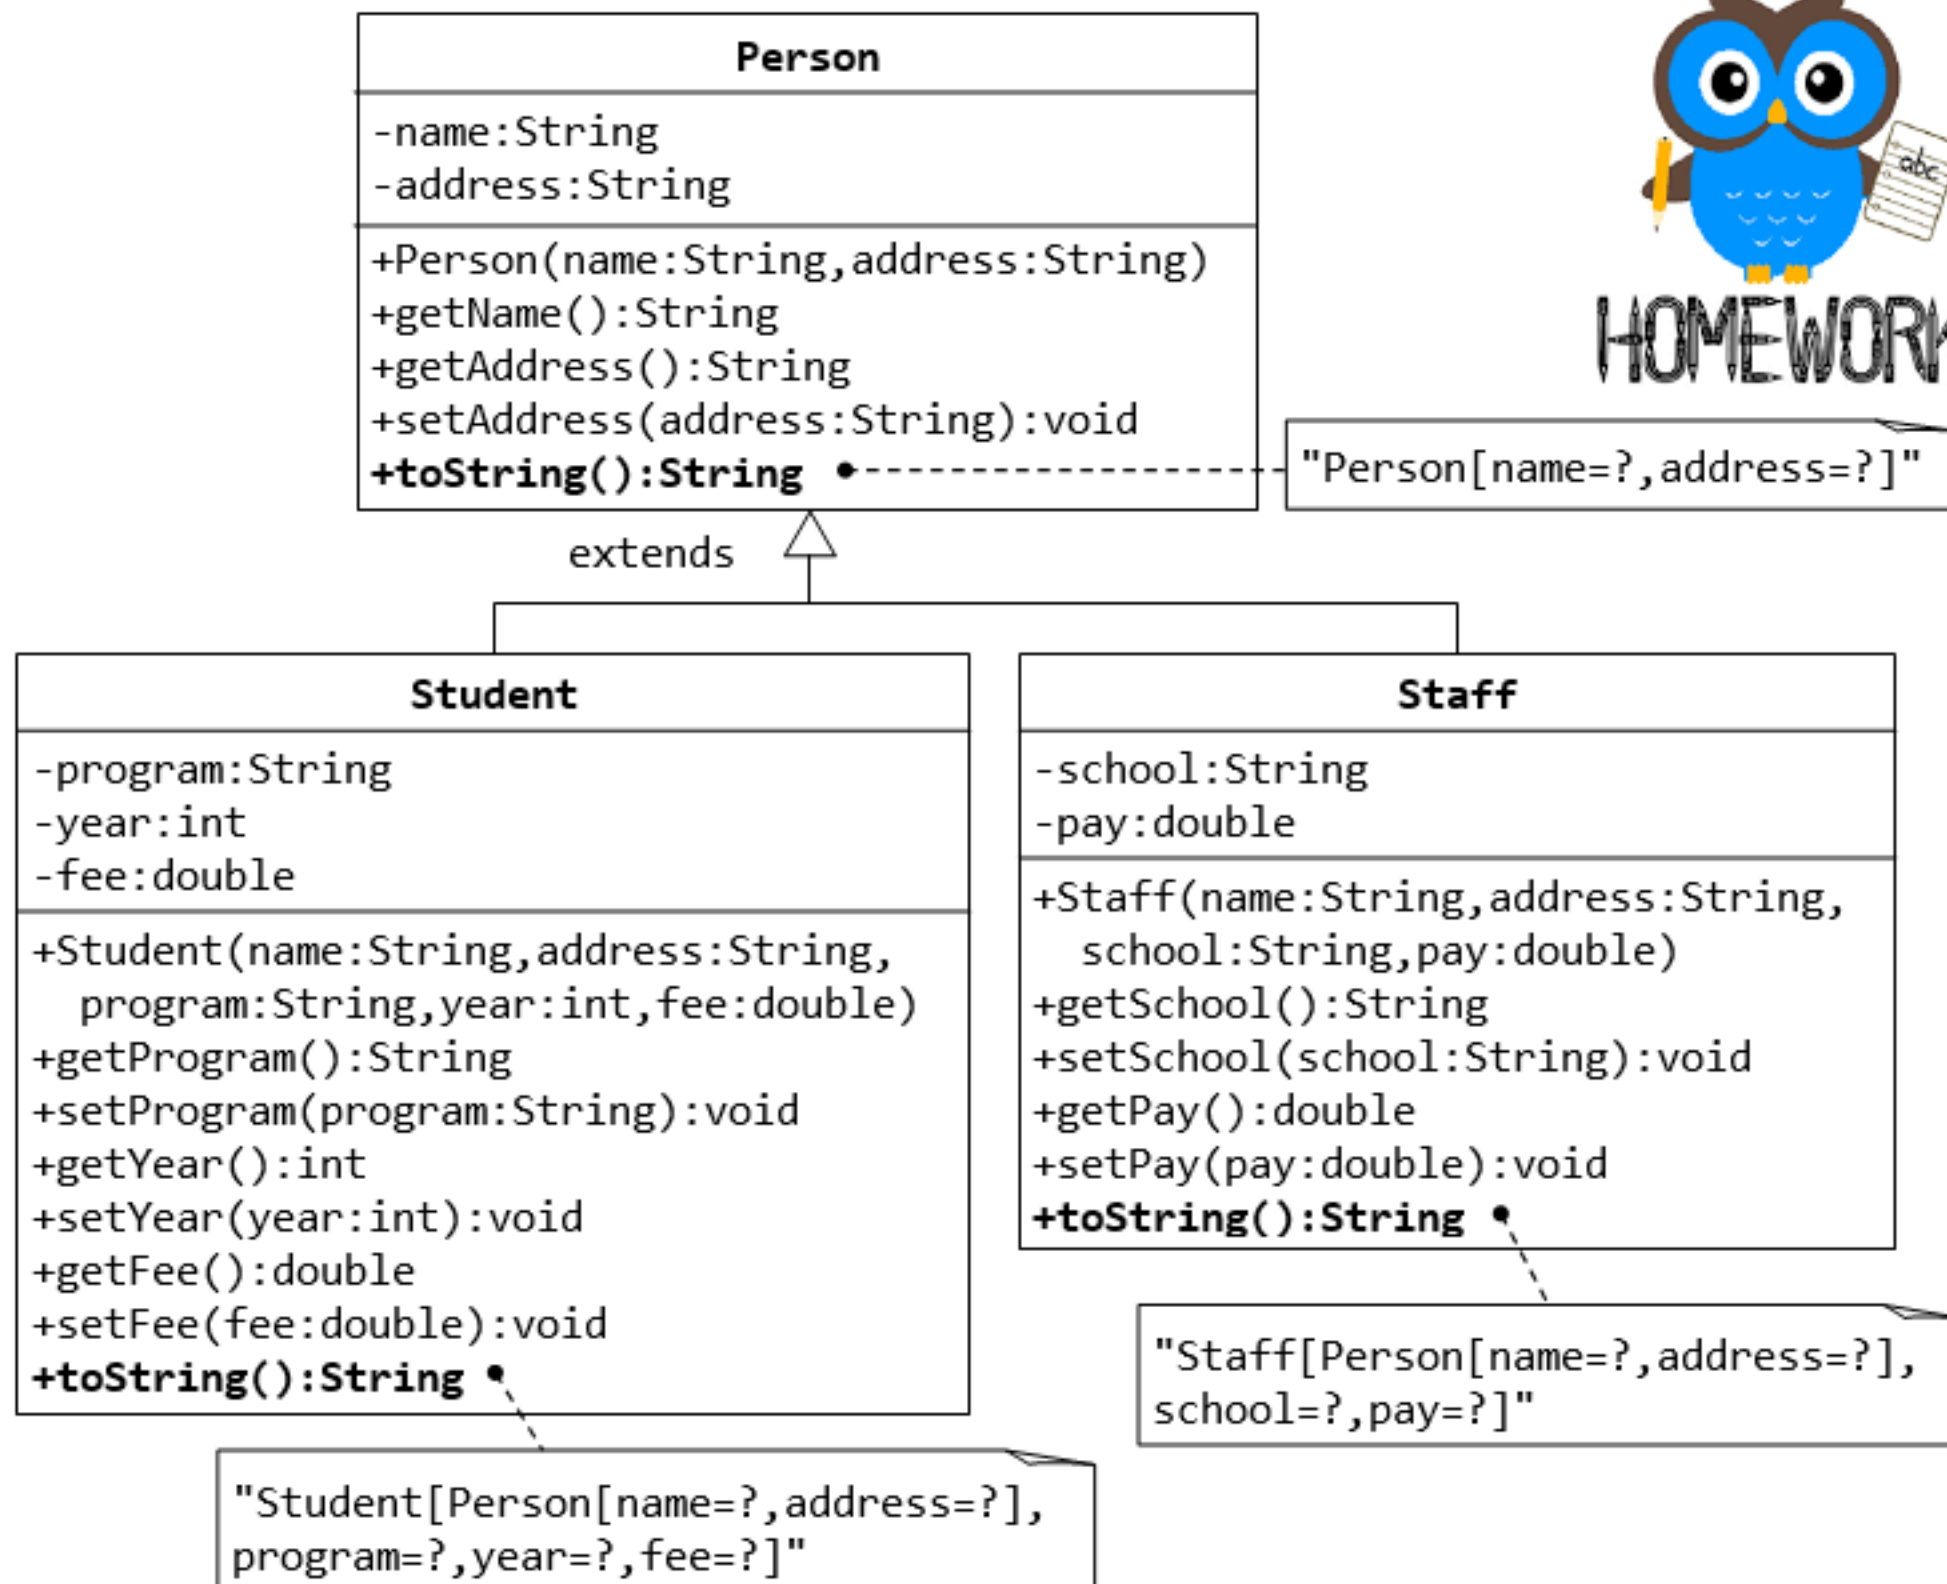 Person
-name:String
-address:String
+Person(name:String,address:String)
+getName():String
+getAddress():String
+setAddress(address:String):void
+toString():String
abc
HOMEWORK
"Person[name=?,address=?]"
extends
Student
-program:String
-year:int
-fee:double
+Student(name:String,address:String,
program:String,year:int,fee:double)
+getProgram():String
+setProgram(program:String):void
+getYear():int
+setYear(year:int):void
+getFee():double
+setFee(fee:double):void
+toString():String
"Student[Person[name=?,address=?],
program=?,year=?,fee=?]"
Staff
-school:String
-pay:double
+Staff(name:String,address:String,
school:String,pay:double)
+getSchool():String
+setSchool(school:String):void
+getPay():double
+setPay(pay:double):void
+toString():String
"Staff[Person[name=?,address=?],
school=?,pay=?]"